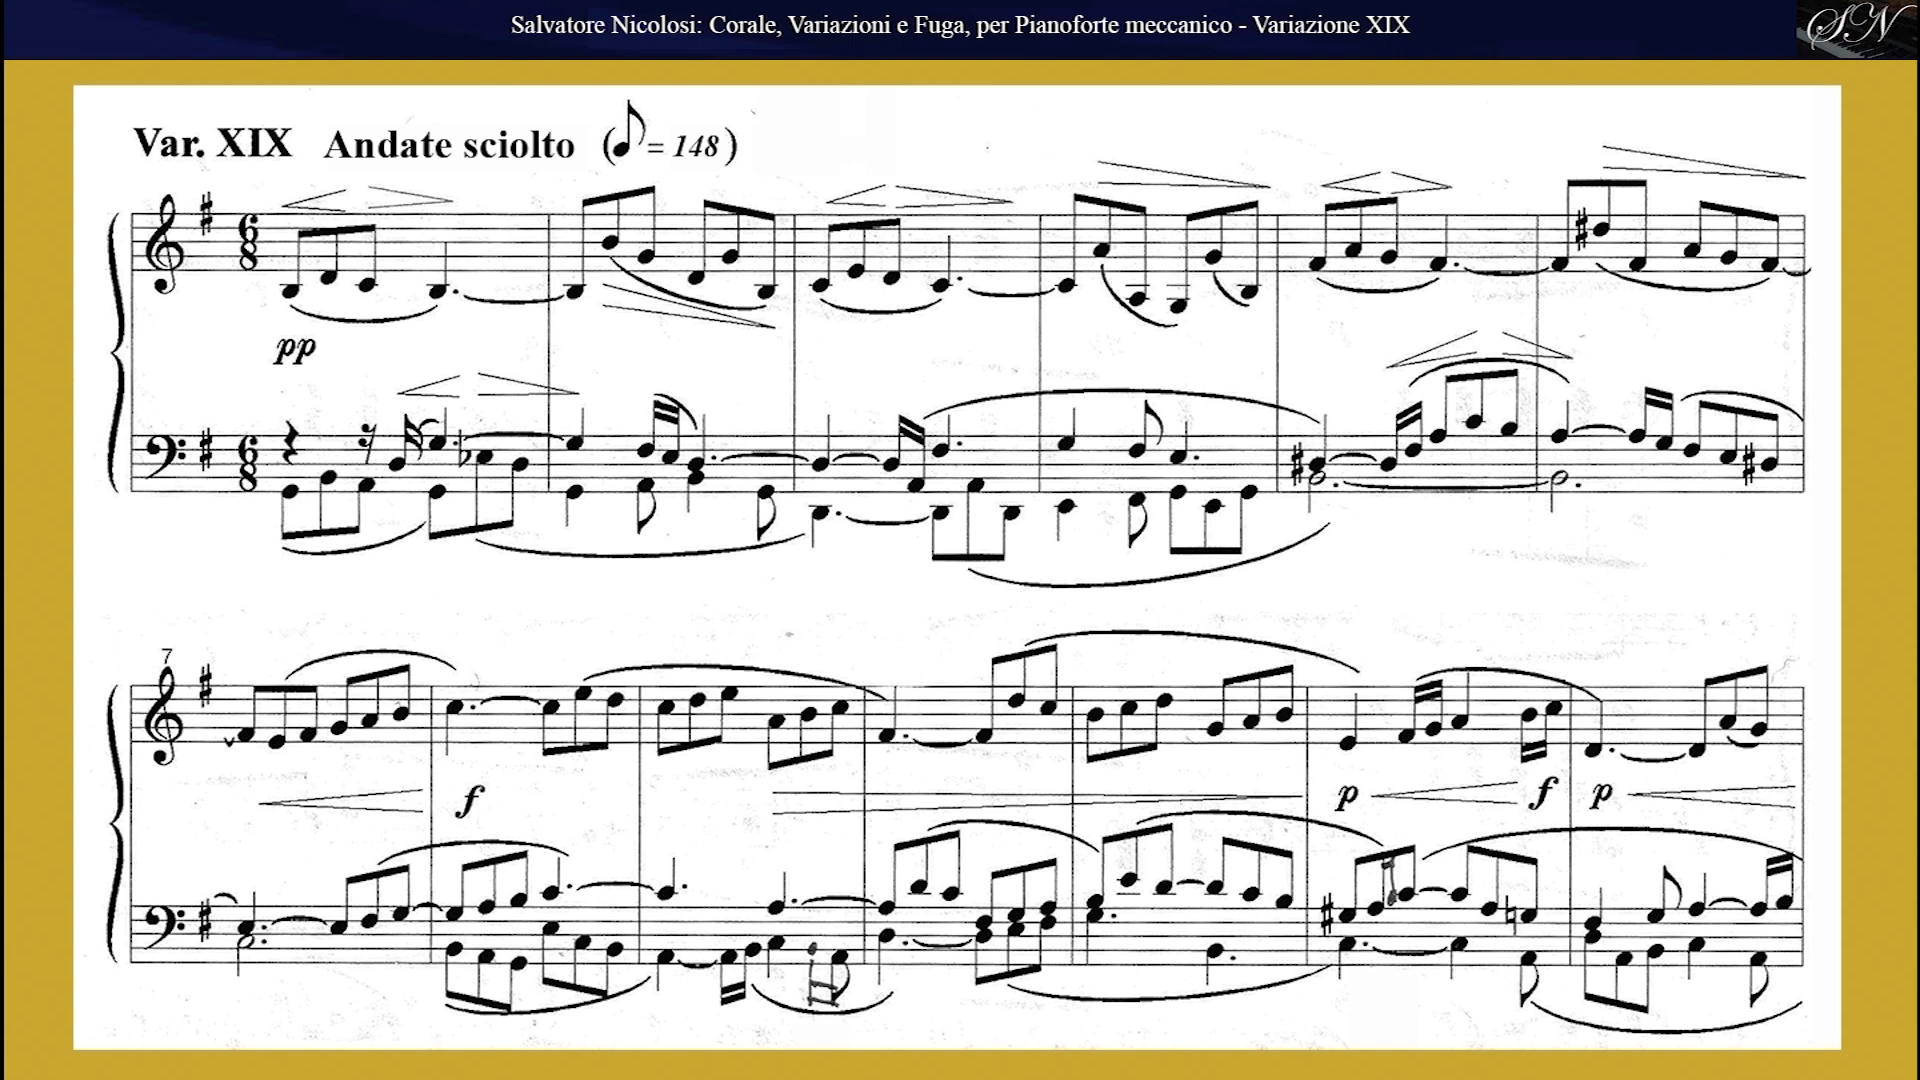 Salvatore Nicolosi: Corale, Variazioni e Fuga, per Pianoforte meccanico - Variazione XIX
SN
Var. XIX Andate sciolto (♪= 148)
6
8
pp
6
8
7
f
p
f
p